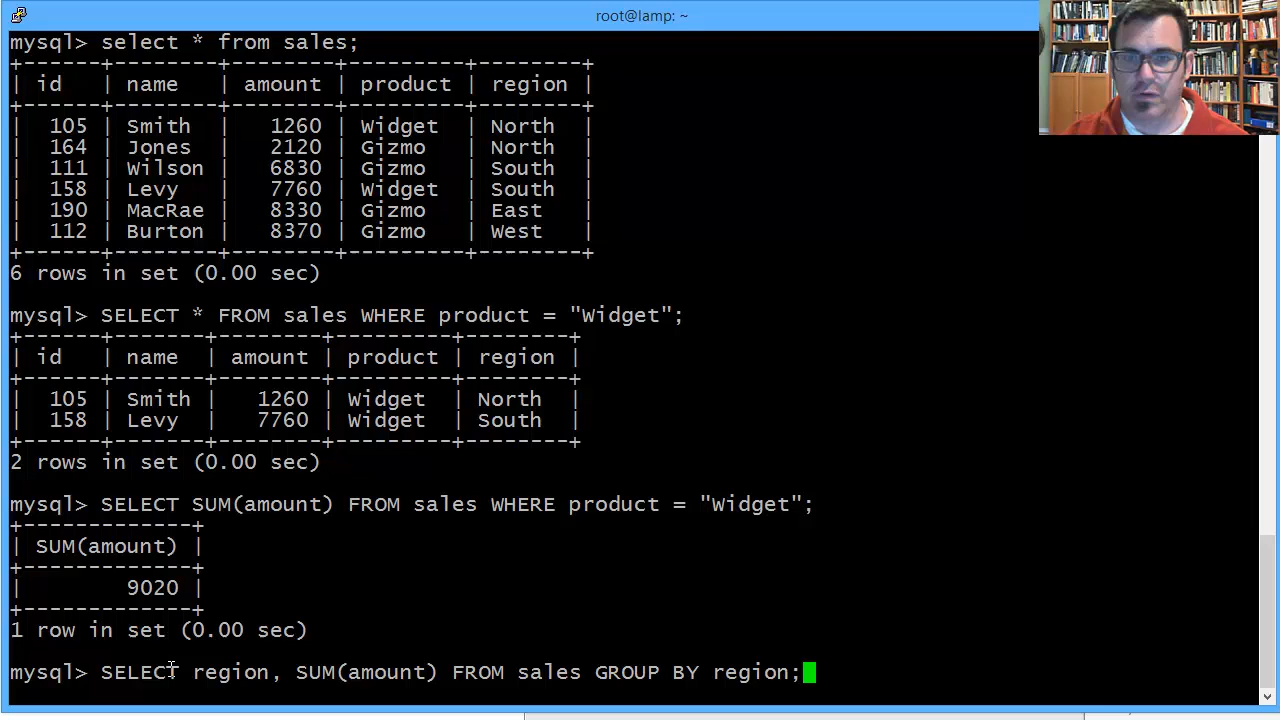 root@lamp: ~
mysql> select * from sales;
+------+---------+--------+---------+--------+
| id   | name    | amount | product | region |
+------+---------+--------+---------+--------+
|  105 | Smith   |   1260 | Widget  | North  |
|  164 | Jones   |   2120 | Gizmo   | North  |
|  111 | Wilson  |   6830 | Gizmo   | South  |
|  158 | Levy    |   7760 | Widget  | South  |
|  190 | MacRae  |   8330 | Gizmo   | East   |
|  112 | Burton  |   8370 | Gizmo   | West   |
+------+---------+--------+---------+--------+
6 rows in set (0.00 sec)
mysql> SELECT * FROM sales WHERE product = "Widget";
+------+-------+--------+---------+--------+
| id   | name  | amount | product | region |
+------+-------+--------+---------+--------+
|  105 | Smith |   1260 | Widget  | North  |
|  158 | Levy  |   7760 | Widget  | South  |
+------+-------+--------+---------+--------+
2 rows in set (0.00 sec)
mysql> SELECT SUM(amount) FROM sales WHERE product = "Widget";
+-------------+
| SUM(amount) |
+-------------+
|        9020 |
+-------------+
1 row in set (0.00 sec)
mysql> SELECT region, SUM(amount) FROM sales GROUP BY region;